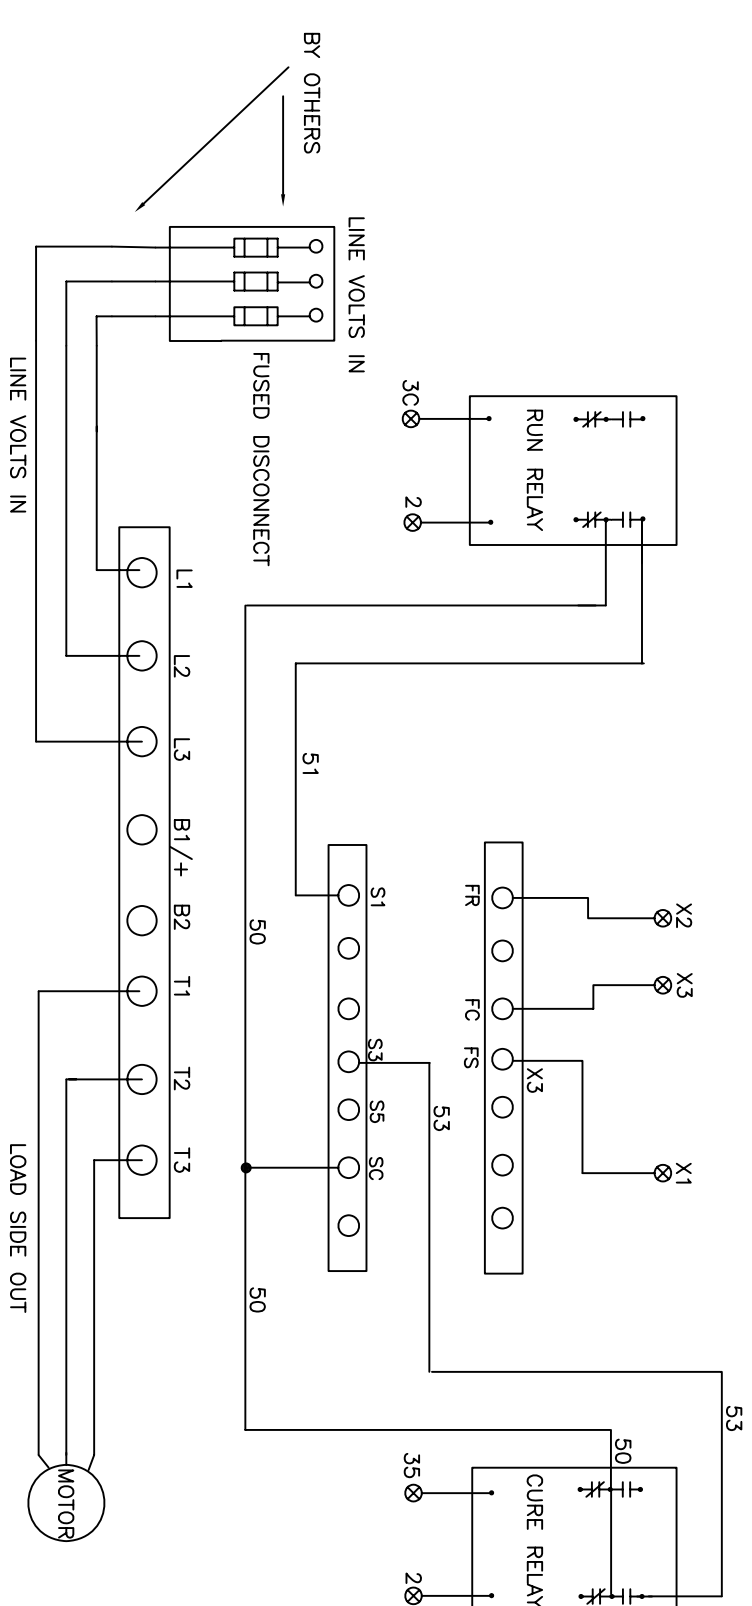 BY OTHERS
LINE VOLTS IN
FUSED DISCONNECT
LINE VOLTS IN
3C
2
RUN RELAY
L1
L2
L3
B1/+
B2
T1
T2
T3
LOAD SIDE OUT
MOTOR
51
50
50
S1
S3
S5
SC
53
53
FR
FC
FS
X3
X2
X3
X1
50
35
2
CURE RELAY